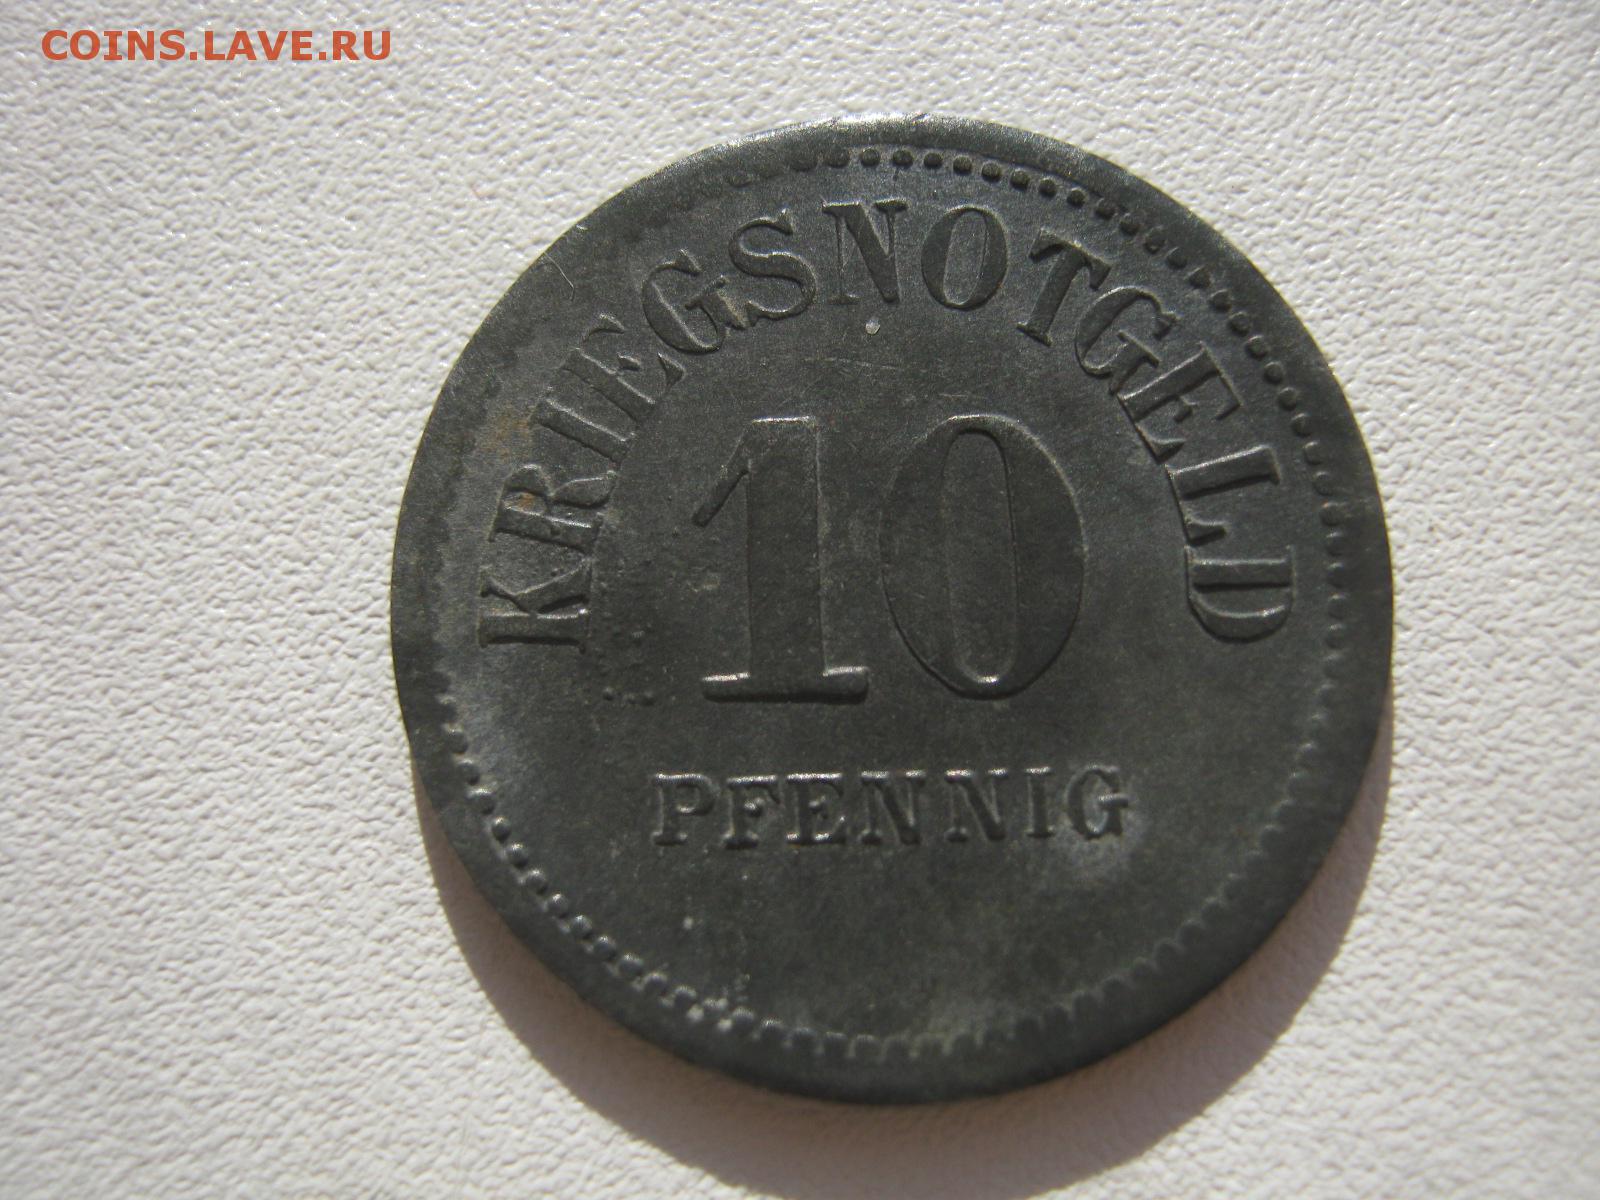 COINS.LAVE.RU
KRIEGSNOTGELD
10
PFENNIG